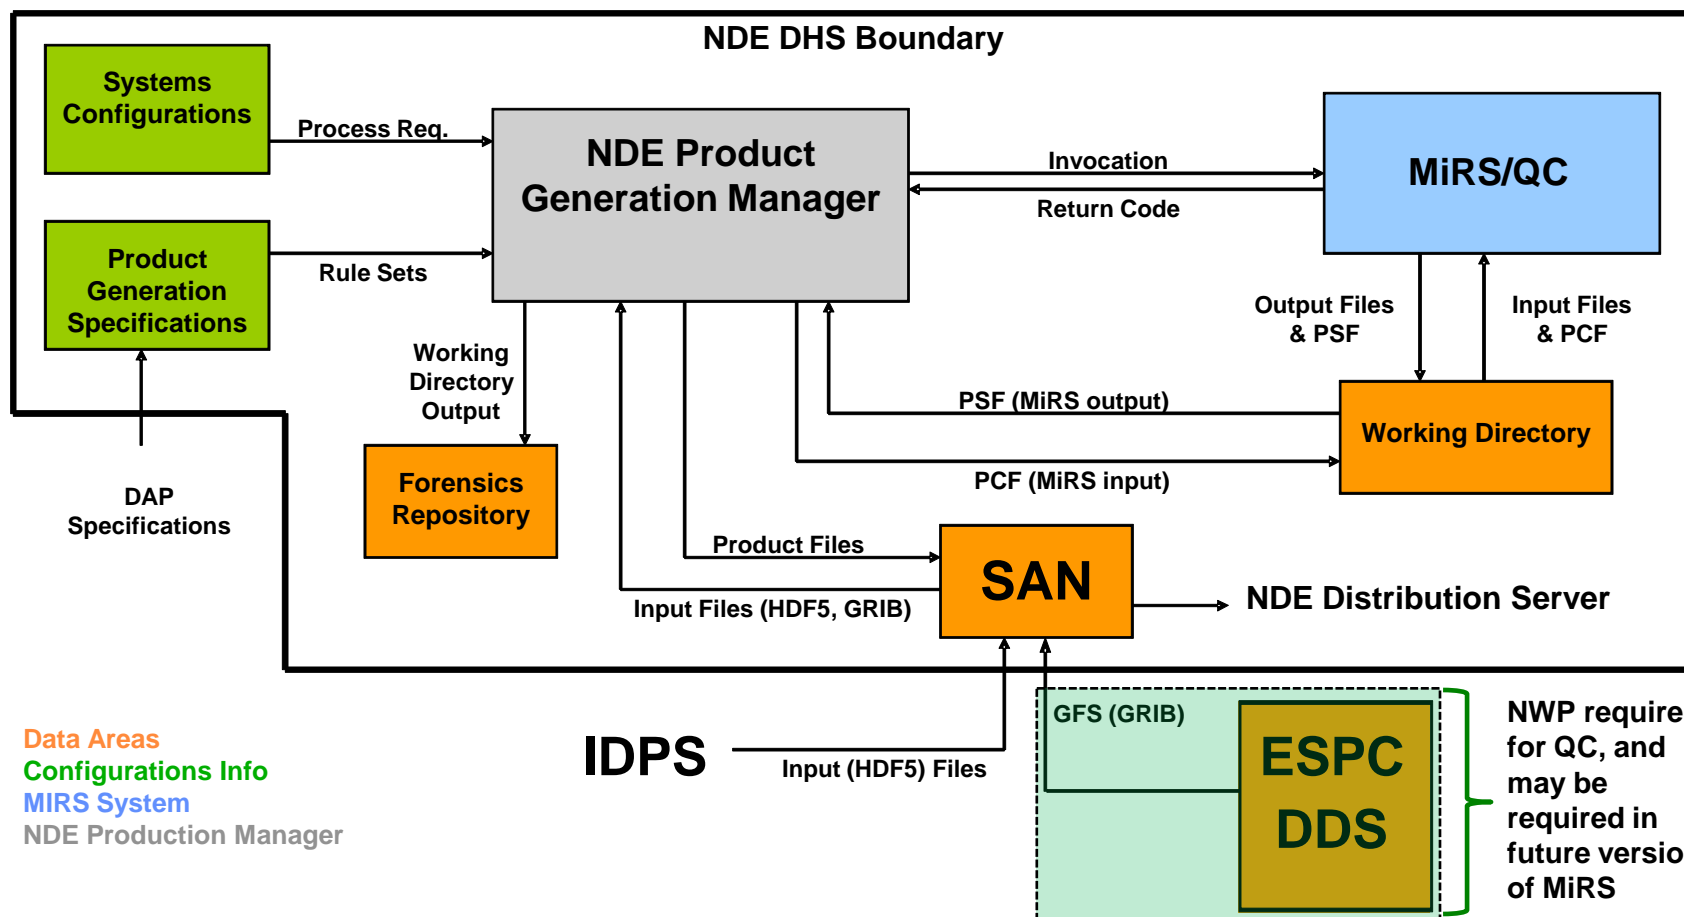 NDE DHS Boundary
Systems
Configurations
Process Req.
NDE Product
Generation Manager
Invocation
Return Code
MiRS/QC
Product
Generation
Specifications
Rule Sets
Output Files
& PSF
Input Files
& PCF
Working
Directory
Output
PSF (MiRS output)
Working Directory
PCF (MiRS input)
DAP
Specifications
Forensics
Repository
Product Files
SAN
Input Files (HDF5, GRIB)
NDE Distribution Server
GFS (GRIB)
IDPS
Input (HDF5) Files
ESPC
DDS
NWP require
for QC, and
may be
required in
future versio
of MiRS
Data Areas
Configurations Info
MIRS System
NDE Production Manager